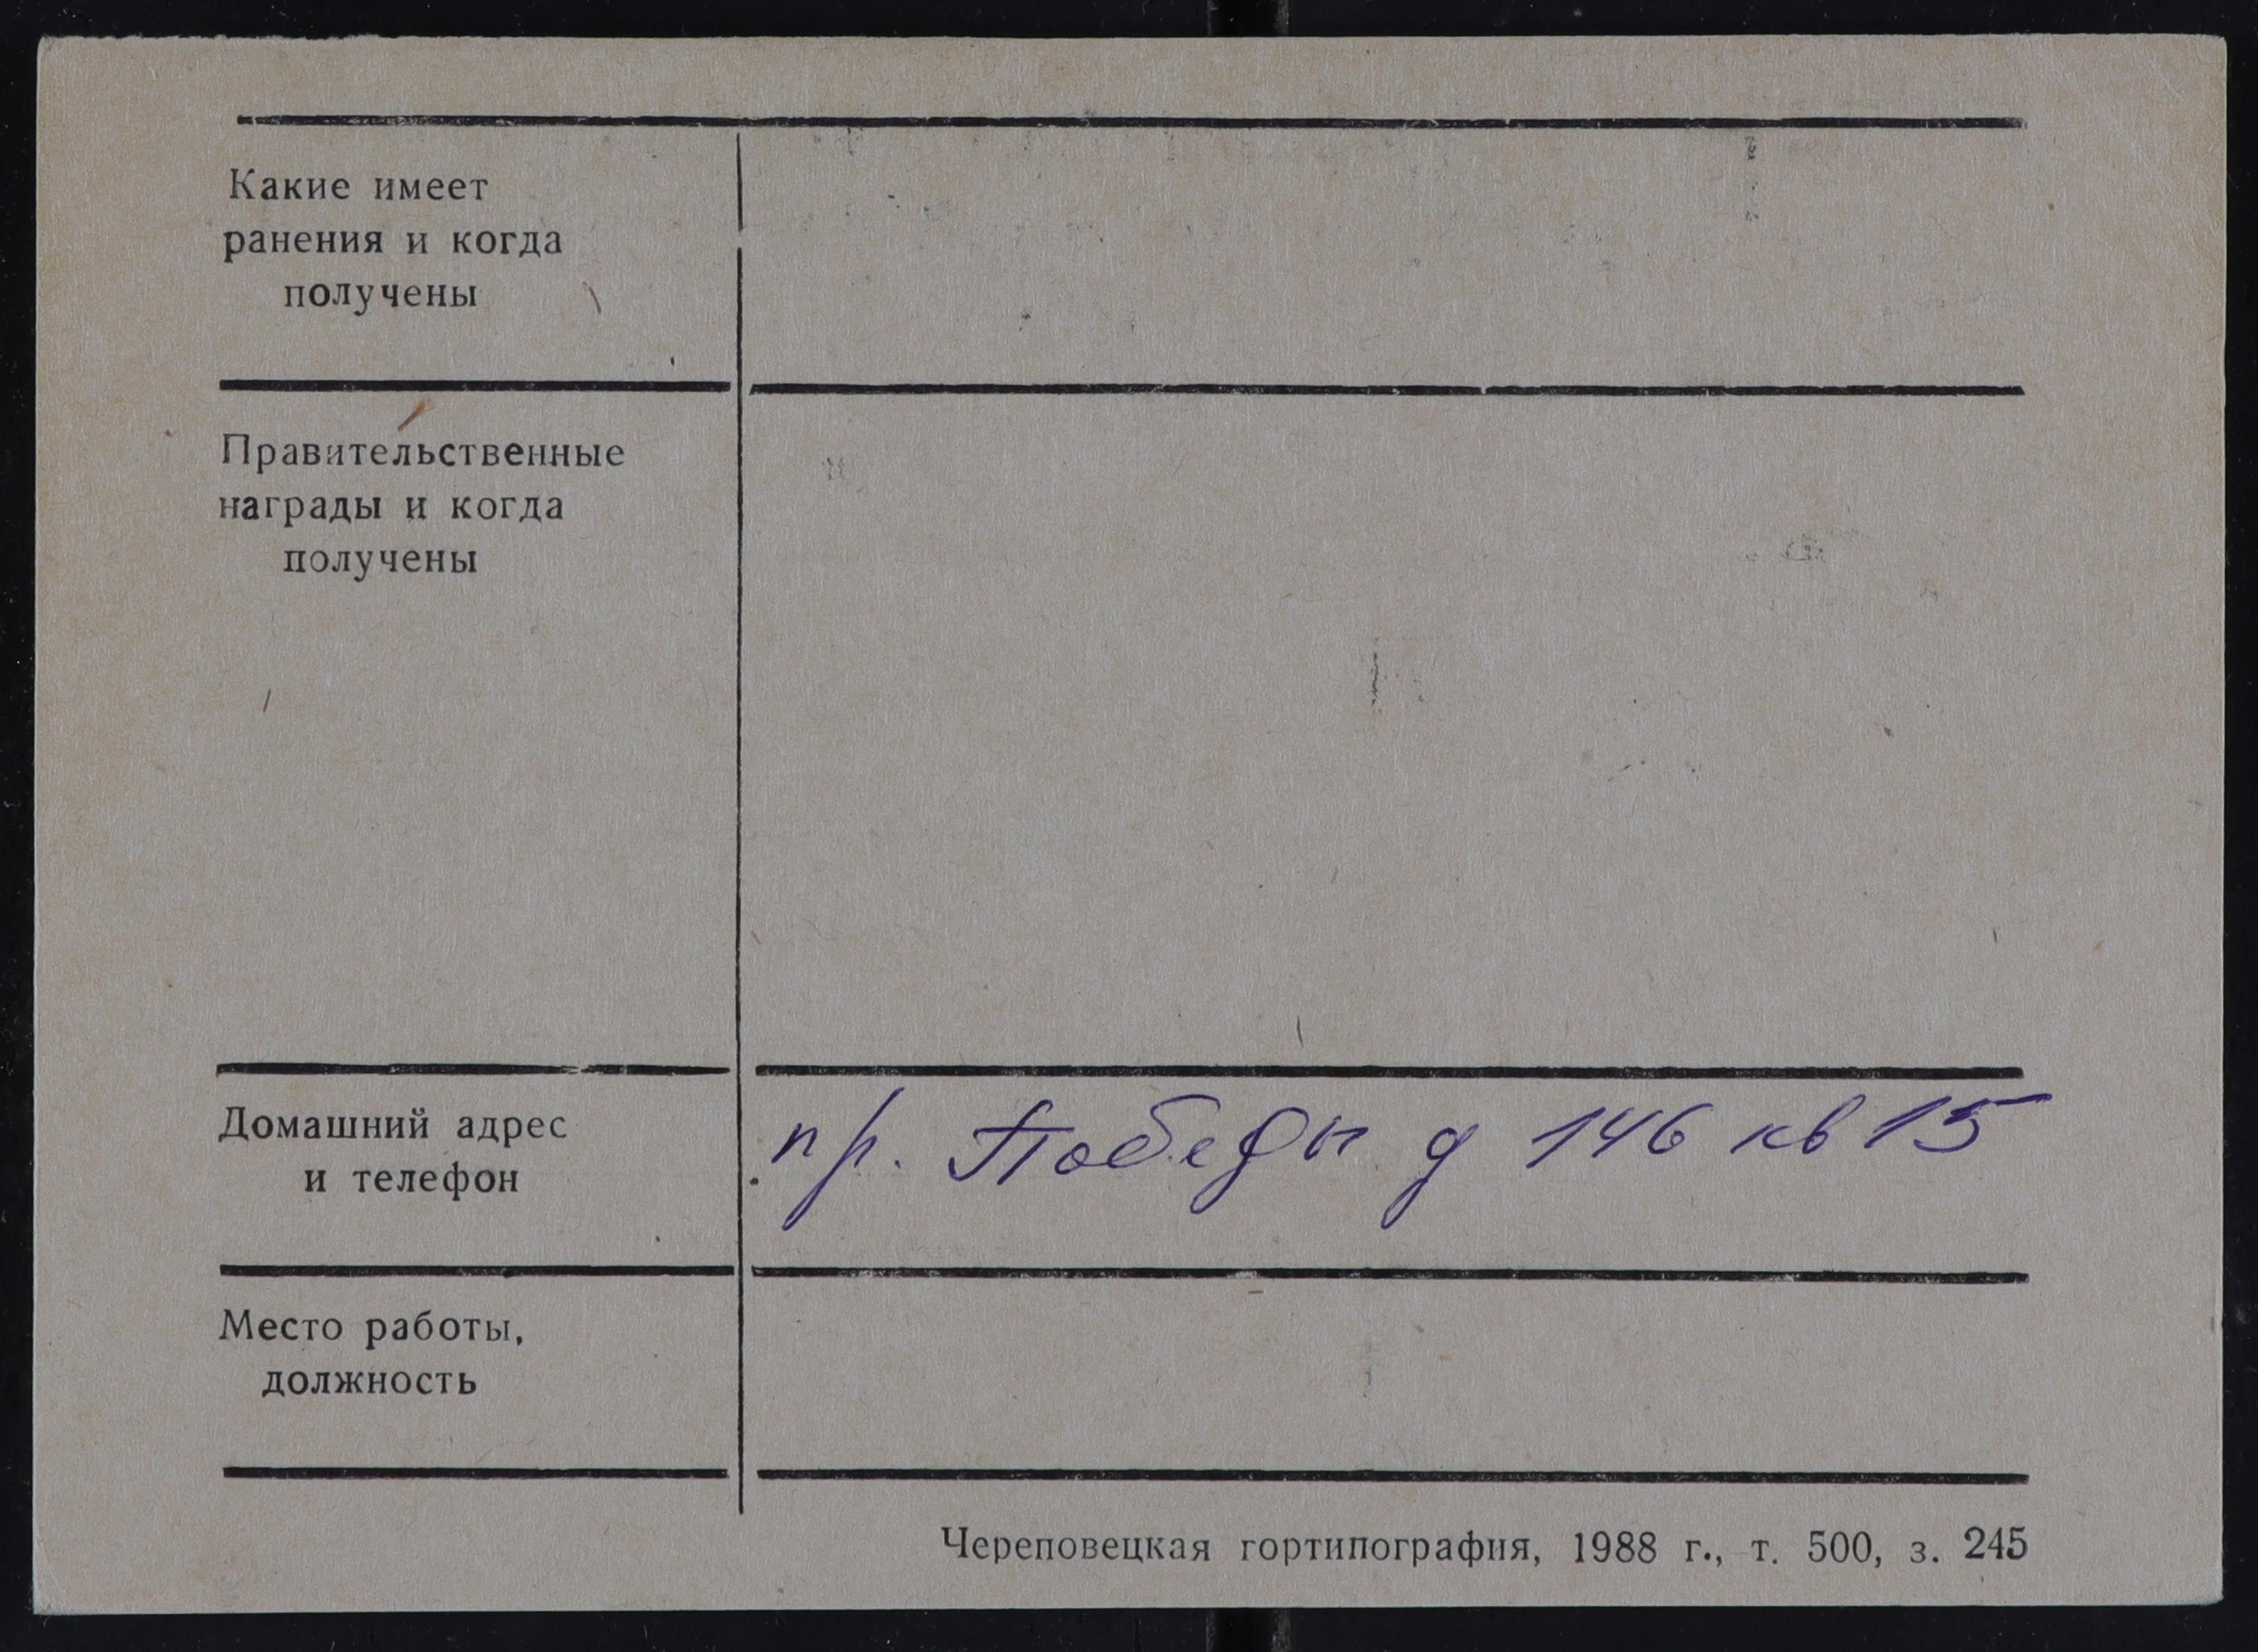 Какие имеет
ранения и когда
получены
Правительственные
награды и когда
получены
Домашний адрес
и телефон
пр. Победы д 146 кв 15
Место работы,
должность
Череповецкая гортипография, 1988 г., т. 500, з. 245